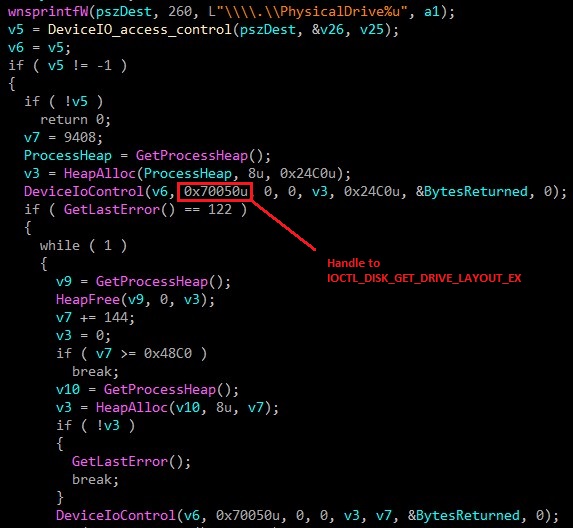 wnsprintfW(pszDest, 260, L"\\\\.\\PhysicalDrive%u", a1);
v5 = DeviceIO_access_control(pszDest, &v26, v25);
v6 = v5;
if ( v5 != -1 )
{
if ( !v5 )
return 0;
v7 = 9408;
ProcessHeap = GetProcessHeap();
v3 = HeapAlloc(ProcessHeap, 8u, 0x24C0u);
DeviceIoControl(v6, 0x70050u, 0, 0, v3, 0x24C0u, &BytesReturned, 0);
if ( GetLastError() == 122 )
{
while ( 1 )
{
v9 = GetProcessHeap();
HeapFree(v9, 0, v3);
v7 += 144;
v3 = 0;
if ( v7 >= 0x48C0 )
break;
v10 = GetProcessHeap();
v3 = HeapAlloc(v10, 8u, v7);
if ( !v3 )
{
GetLastError();
break;
}
DeviceIoControl(v6, 0x70050u, 0, 0, v3, v7, &BytesReturned, 0);
Handle to
IOCTL_DISK_GET_DRIVE_LAYOUT_EX